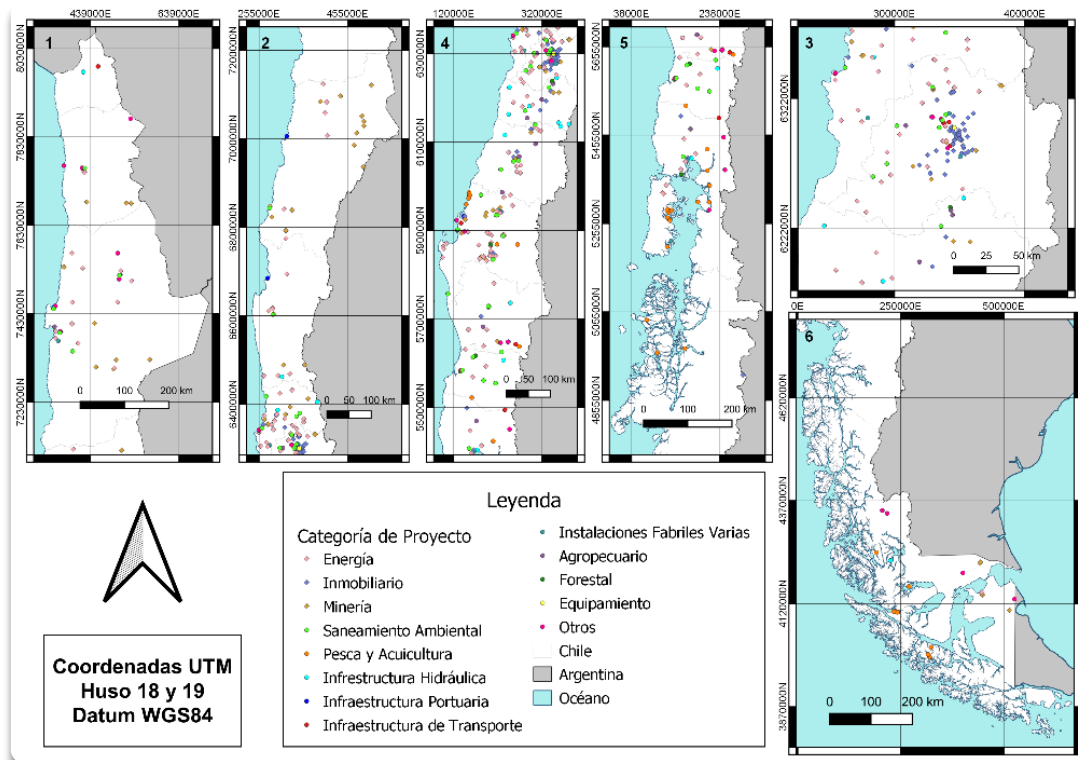 439000E 639000E
1
8030000N
7830000N
7630000N
7430000N
7230000N
0 100 200 km
455000E
2
7200000N
7000000N
6800000N
6600000N
6400000N
0 50 100 km
320000E
4
6300000N
6100000N
5900000N
5700000N
0 50 100 km
38000E 238000E
5
5655000N
5455000N
5255000N
5055000N
4855000N
0 100 200 km
300000E 400000E
3
6322000N
6222000N
0 25 50 km
500000E
6
4620000N
4370000N
4120000N
3870000N
0 100 200 km
Coordenadas UTM
Huso 18 y 19
Datum WGS84
Leyenda
Categoría de Proyecto
Energía
Inmobiliario
Minería
Saneamiento Ambiental
Pesca y Acuicultura
Infrestructura Hidráulica
Infraestructura Portuaria
Infraestructura de Transporte
Instalaciones Fabriles Varias
Agropecuario
Forestal
Equipamiento
Otros
Chile
Argentina
Océano